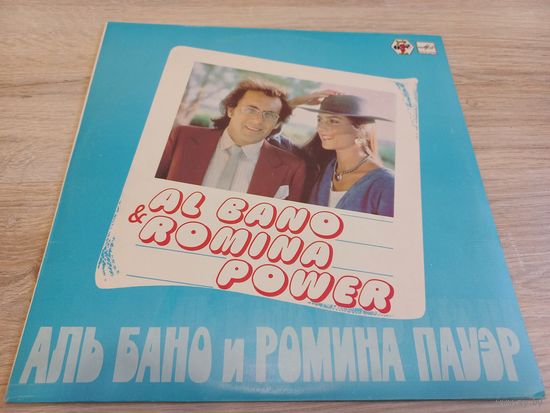 AL BANO
& ROMINA
POWER
АЛЬ БАНО и РОМИНА ПАУЭР